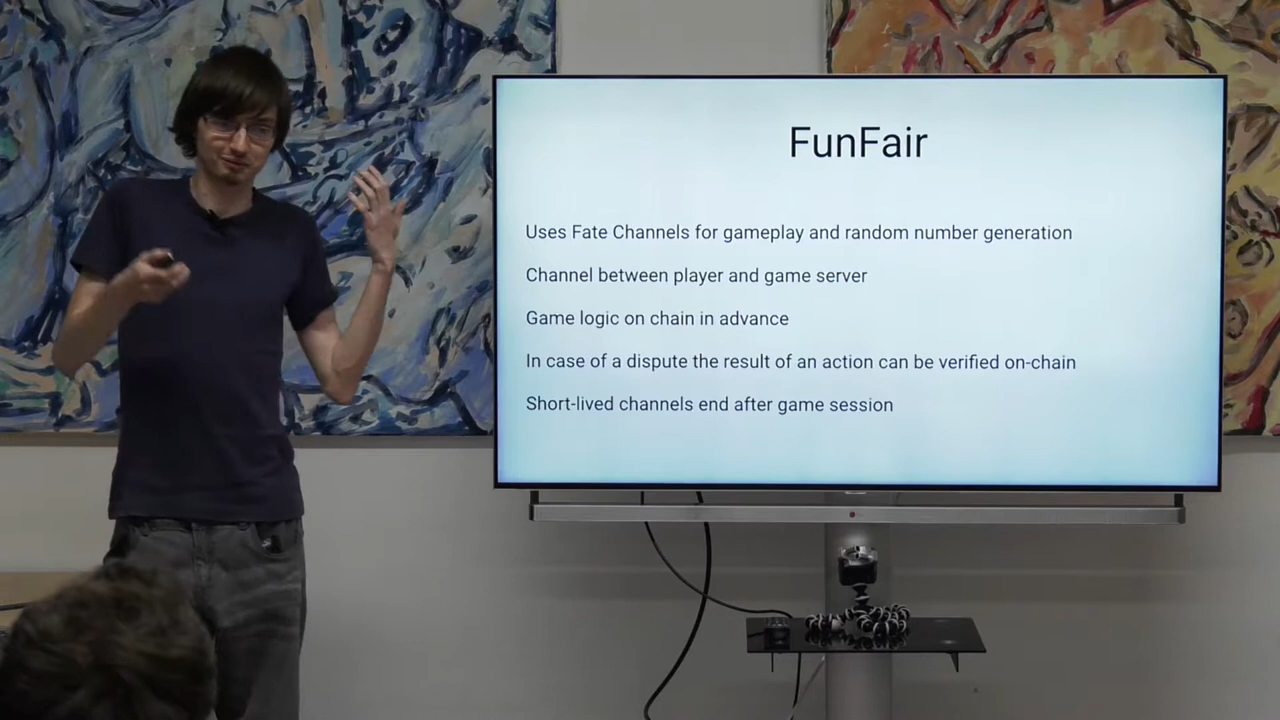 FunFair
Uses Fate Channels for gameplay and random number generation
Channel between player and game server
Game logic on chain in advance
In case of a dispute the result of an action can be verified on-chain
Short-lived channels end after game session